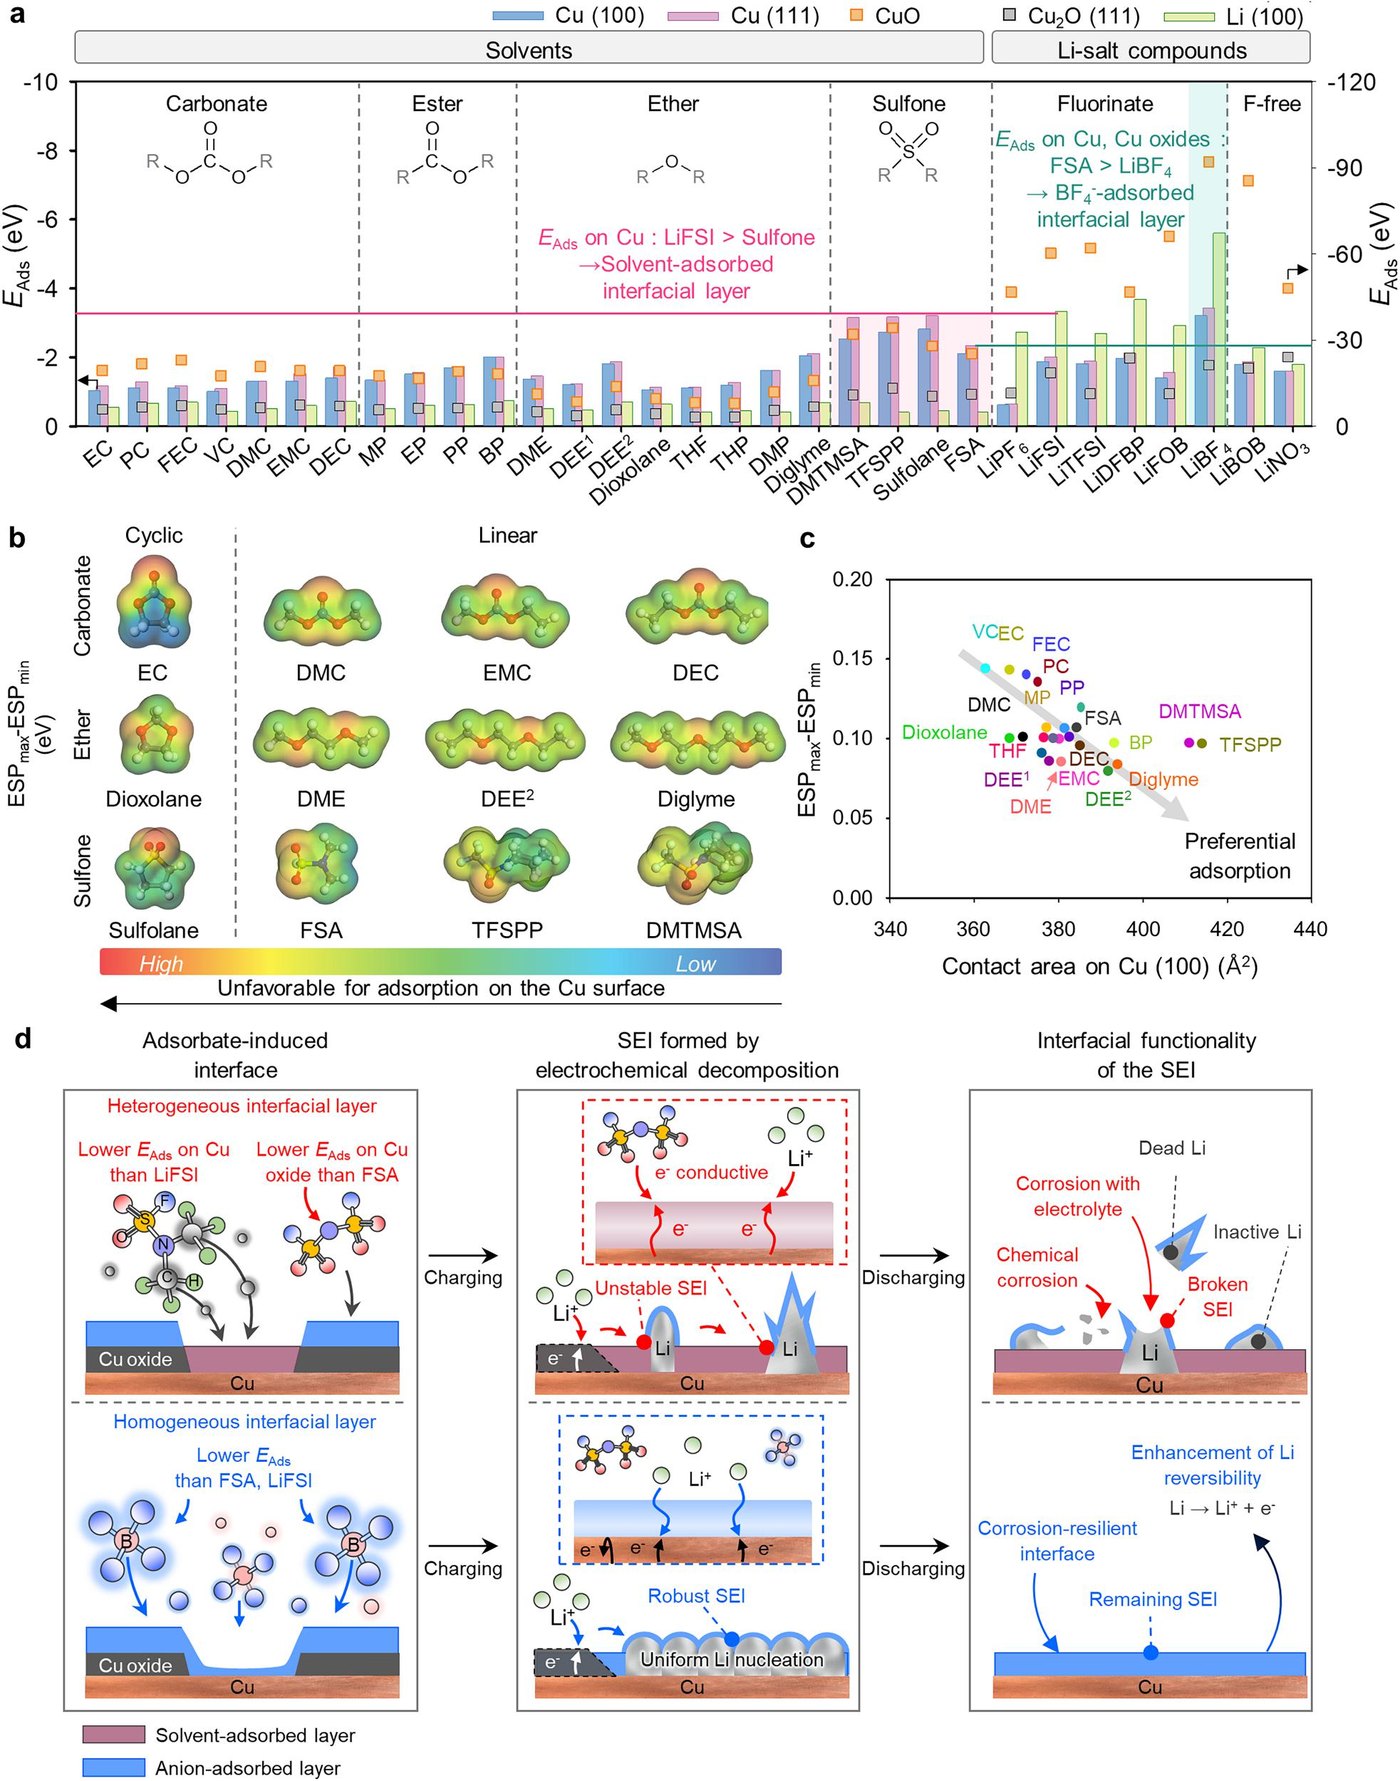 a
Cu (100)
Cu (111)
CuO
Cu₂O (111)
Li (100)
Solvents
Li-salt compounds
-10
-8
-6
-4
-2
0
E_Ads (eV)
-120
-90
-60
-30
0
E_Ads (eV)
Carbonate
Ester
Ether
Sulfone
Fluorinate
F-free
O
R O O R
O
R O R
O
R R
O O
S
R R
E_Ads on Cu : LiFSI > Sulfone
→Solvent-adsorbed
interfacial layer
E_Ads on Cu, Cu oxides :
FSA > LiBF₄
→ BF₄⁻-adsorbed
interfacial layer
EC
PC
FEC
VC
DMC
EMC
DEC
MP
EP
PP
BP
DME
DEE¹
DEE²
Dioxolane
THF
THP
DMP
Diglyme
DMTMSA
TFSPP
Sulfolane
FSA
LiPF₆
LiFSI
LiTFSI
LiDFBP
LiFOB
LiBF₄
LiBOB
LiNO₃
b
Cyclic
Linear
ESP_max-ESP_min
(eV)
Carbonate
EC
DMC
EMC
DEC
Ether
Dioxolane
DME
DEE²
Diglyme
Sulfone
Sulfolane
FSA
TFSPP
DMTMSA
High
Low
Unfavorable for adsorption on the Cu surface
c
ESP_max-ESP_min
0.20
0.15
0.10
0.05
0.00
340
360
380
400
420
440
Contact area on Cu (100) (Å²)
VC
EC
FEC
PC
PP
MP
DMC
FSA
Dioxolane
THF
DEE¹
DME
EMC
DEC
BP
Diglyme
DEE²
DMTMSA
TFSPP
Preferential
adsorption
d
Adsorbate-induced
interface
SEI formed by
electrochemical decomposition
Interfacial functionality
of the SEI
Heterogeneous interfacial layer
Lower E_Ads on Cu
than LiFSI
Lower E_Ads on Cu
oxide than FSA
F
S
O
N
C
C
H
Cu oxide
Cu
Charging
e⁻ conductive
Li⁺
e⁻
e⁻
Unstable SEI
Li⁺
e⁻
Li
Li
Cu
Discharging
Dead Li
Corrosion with
electrolyte
Inactive Li
Chemical
corrosion
Broken
SEI
Li
Cu
Homogeneous interfacial layer
Lower E_Ads
than FSA, LiFSI
B
B
Cu oxide
Cu
Charging
Li⁺
e⁻
e⁻
e⁻
Robust SEI
Li⁺
e⁻
Uniform Li nucleation
Cu
Discharging
Enhancement of Li
reversibility
Li → Li⁺ + e⁻
Corrosion-resilient
interface
Remaining SEI
Cu
Solvent-adsorbed layer
Anion-adsorbed layer